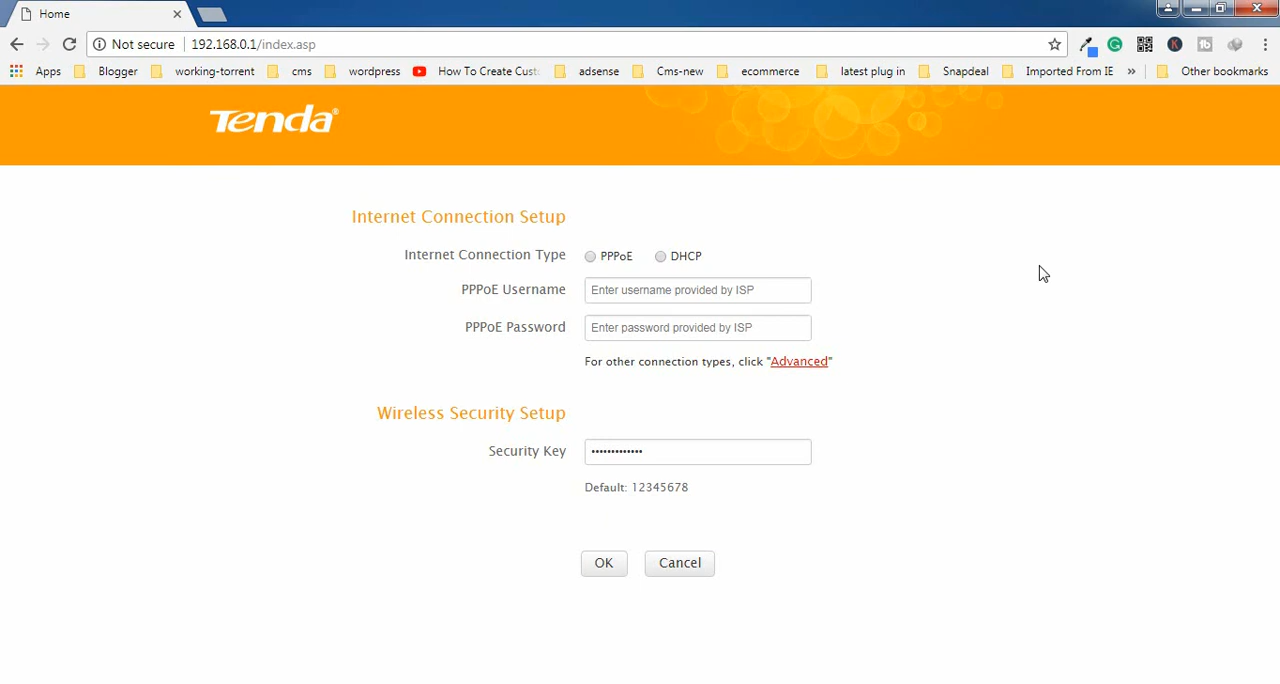 Home
Not secure 192.168.0.1/index.asp
Apps Blogger working-torrent cms wordpress How To Create Cust adsense Cms-new ecommerce latest plug in Snapdeal Imported From IE » Other bookmarks
Tenda®
Internet Connection Setup
Internet Connection Type PPPoE DHCP
PPPoE Username Enter username provided by ISP
PPPoE Password Enter password provided by ISP
For other connection types, click "Advanced"
Wireless Security Setup
Security Key •••••••••••••
Default: 12345678
OK Cancel